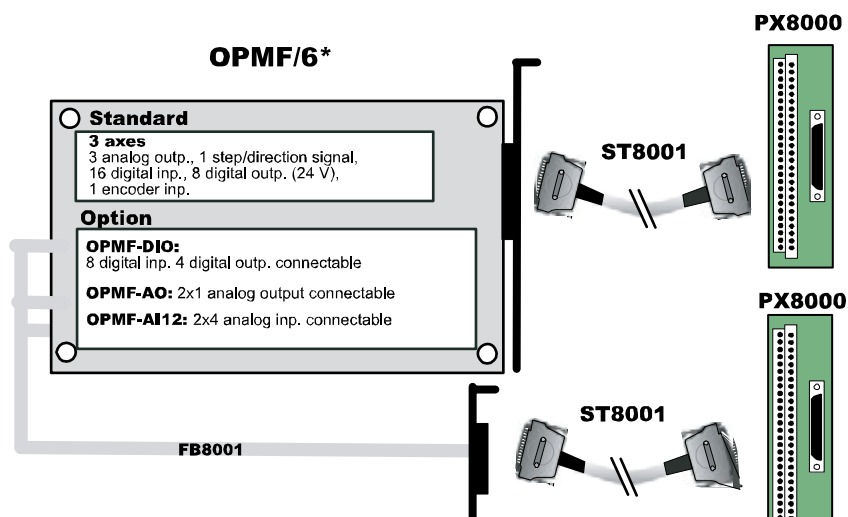 PX8000
OPMF/6*
Standard
3 axes
3 analog outp., 1 step/direction signal,
16 digital inp., 8 digital outp. (24 V),
1 encoder inp.
ST8001
Option
OPMF-DIO:
8 digital inp. 4 digital outp. connectable
OPMF-AO: 2x1 analog output connectable
OPMF-AI12: 2x4 analog inp. connectable
PX8000
ST8001
FB8001